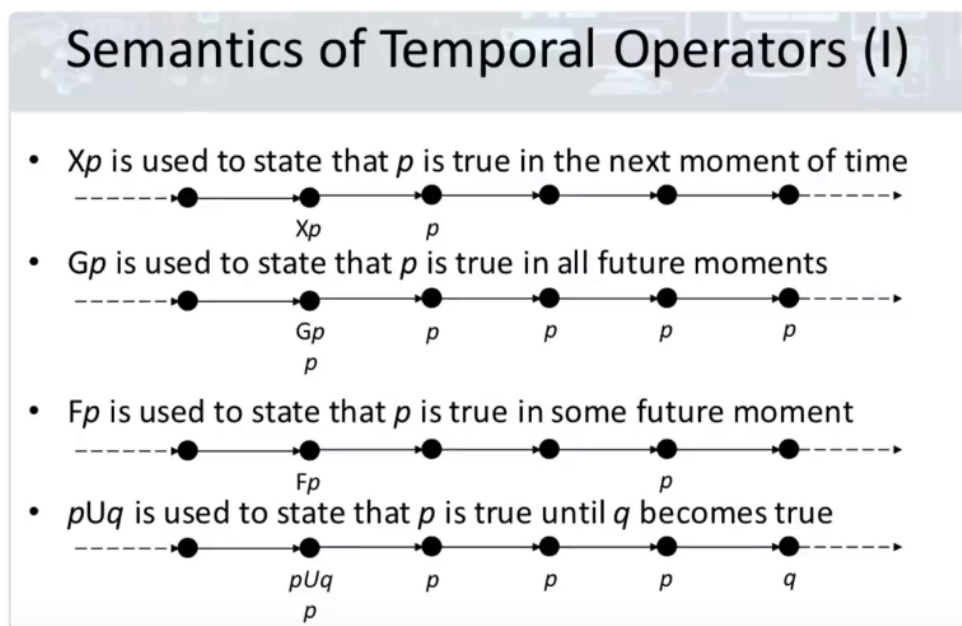 Semantics of Temporal Operators (I)
• Xp is used to state that p is true in the next moment of time
Xp p
• Gp is used to state that p is true in all future moments
Gp p p p p
p
• Fp is used to state that p is true in some future moment
Fp p
• pUq is used to state that p is true until q becomes true
pUq p p p q
p